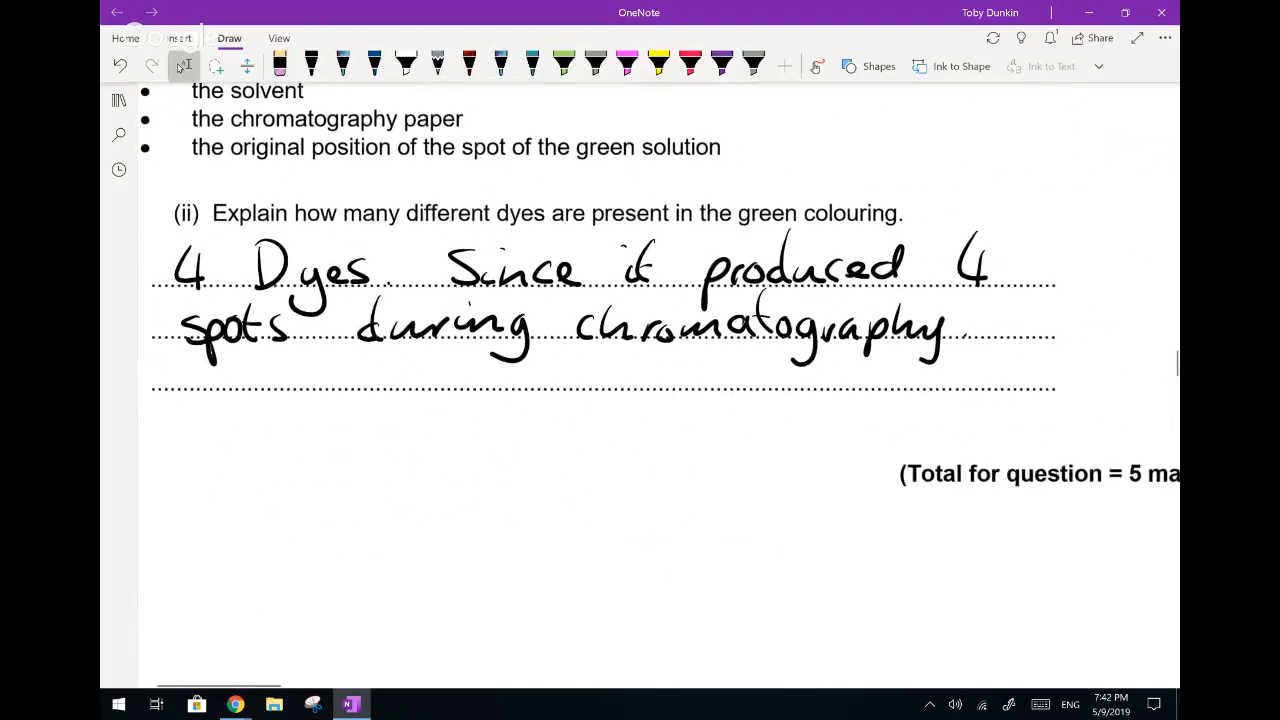 OneNote
Toby Dunkin
Google
Home Insert Draw View
Share
Shapes
Ink to Shape
Ink to Text
• the solvent
• the chromatography paper
• the original position of the spot of the green solution
(ii) Explain how many different dyes are present in the green colouring.
4 Dyes. Since it produced 4
spots during chromatography.
(Total for question = 5 ma
ENG
7:42 PM
5/9/2019